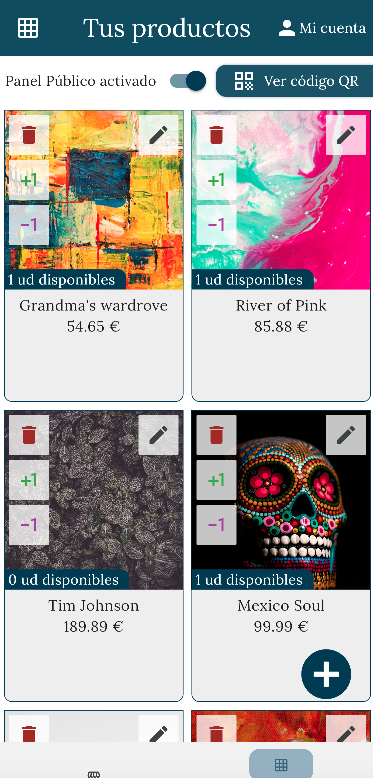 Tus productos
Mi cuenta
Panel Público activado
Ver código QR
+1
-1
1 ud disponibles
Grandma's wardrove
54.65 €
+1
-1
1 ud disponibles
River of Pink
85.88 €
+1
-1
0 ud disponibles
Tim Johnson
189.89 €
+1
-1
1 ud disponibles
Mexico Soul
99.99 €